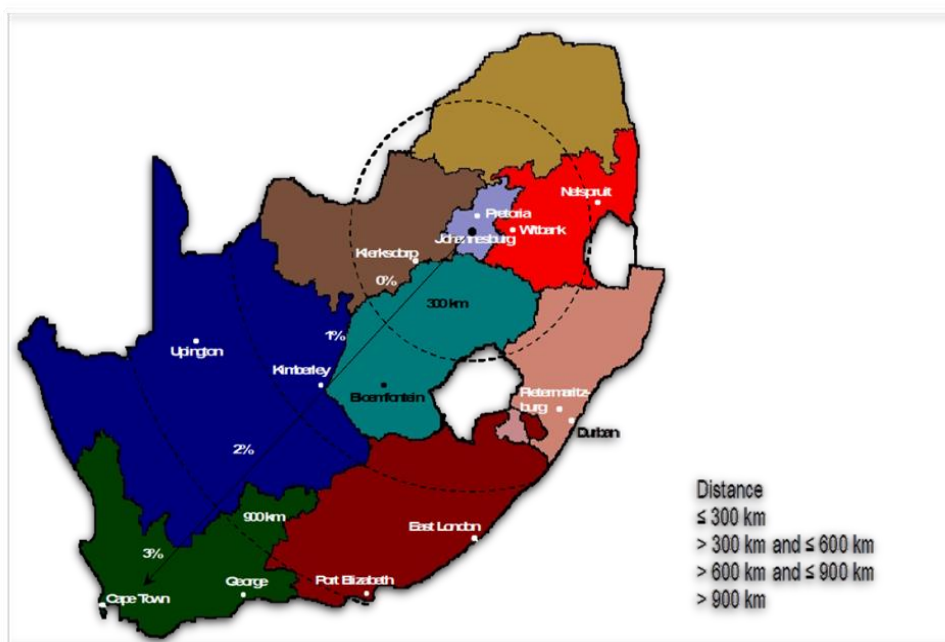 Nelspruit
Pretoria
Johannesburg
Witbank
Klerksdorp
0%
300 km
1%
Upington
Kimberley
Bloemfontein
Pietermaritz-
burg
Durban
2%
900 km
East London
3%
George
Port Elizabeth
Cape Town
Distance
≤ 300 km
> 300 km and ≤ 600 km
> 600 km and ≤ 900 km
> 900 km